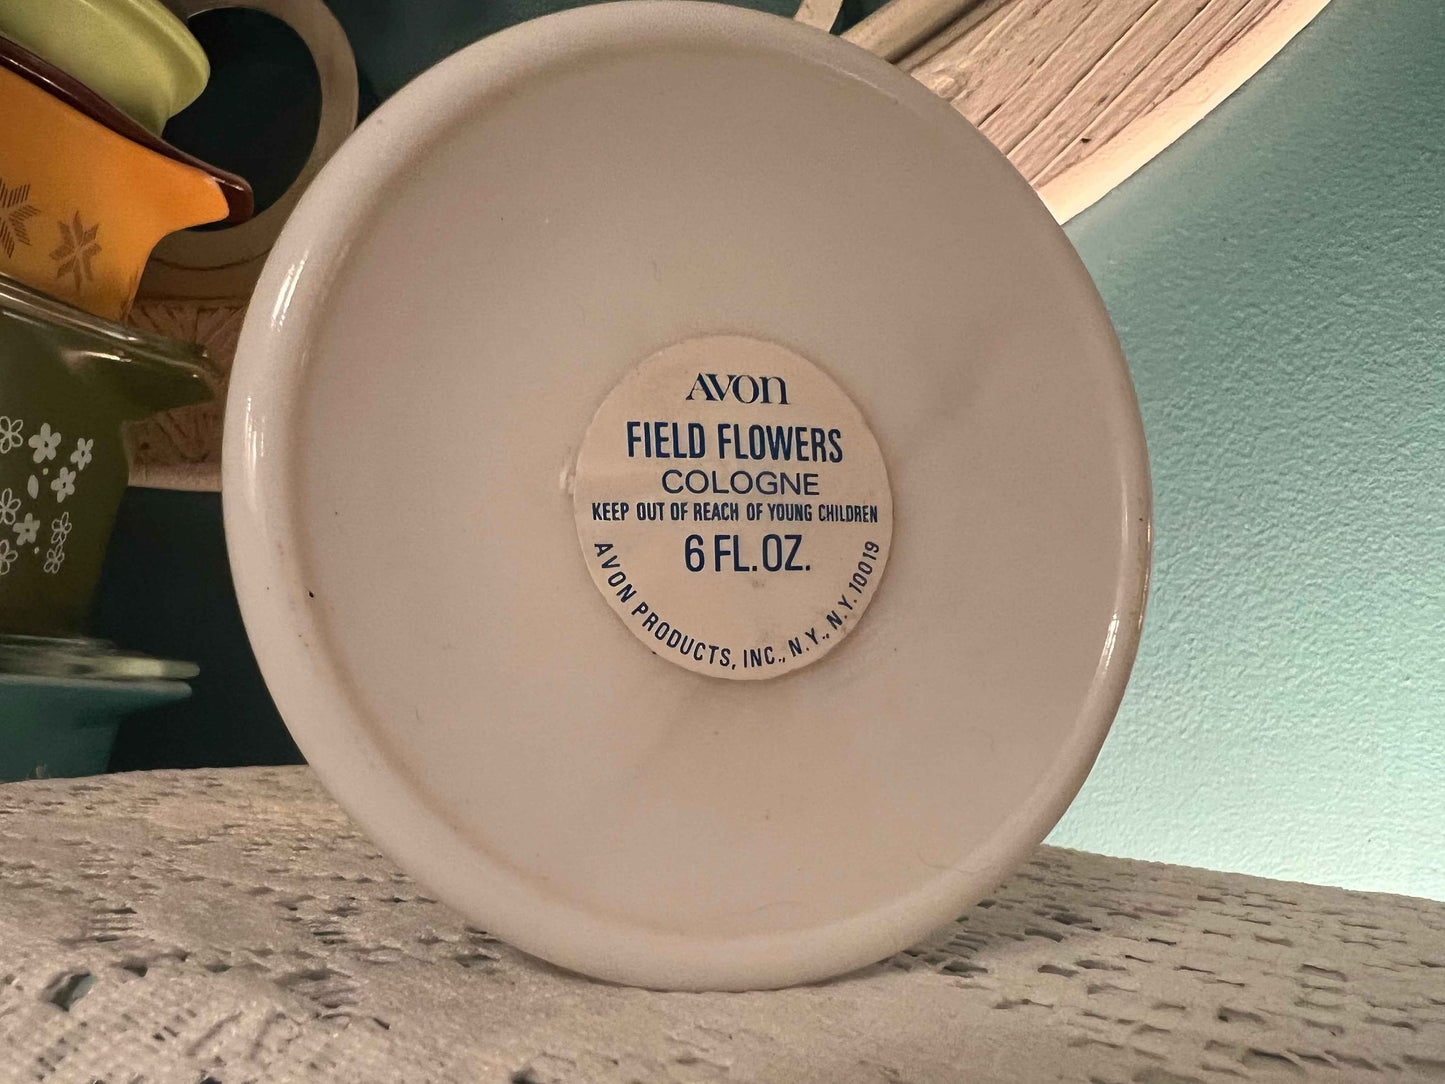 AVON
FIELD FLOWERS
COLOGNE
KEEP OUT OF REACH OF YOUNG CHILDREN
6 FL. OZ.
AVON PRODUCTS, INC., N.Y., N.Y. 10019